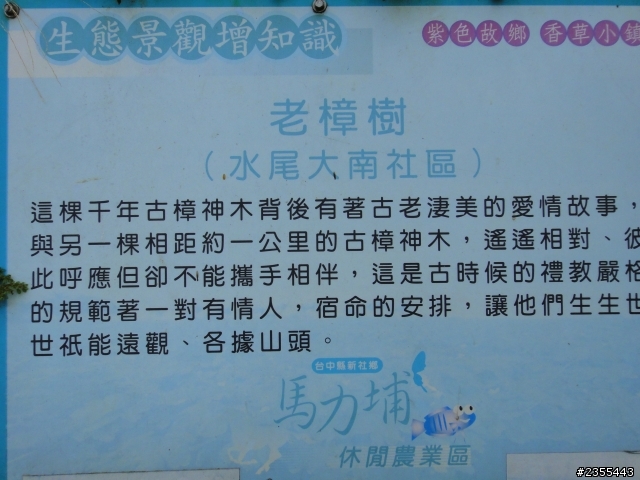 生態景觀增知識
紫色故鄉 香草小鎮
老樟樹
（水尾大南社區）
這棵千年古樟神木背後有著古老淒美的愛情故事，
與另一棵相距約一公里的古樟神木，遙遙相對、彼
此呼應但卻不能攜手相伴，這是古時候的禮教嚴格
的規範著一對有情人，宿命的安排，讓他們生生世
世祇能遠觀、各據山頭。
台中縣新社鄉
馬力埔
休閒農業區
#2355443